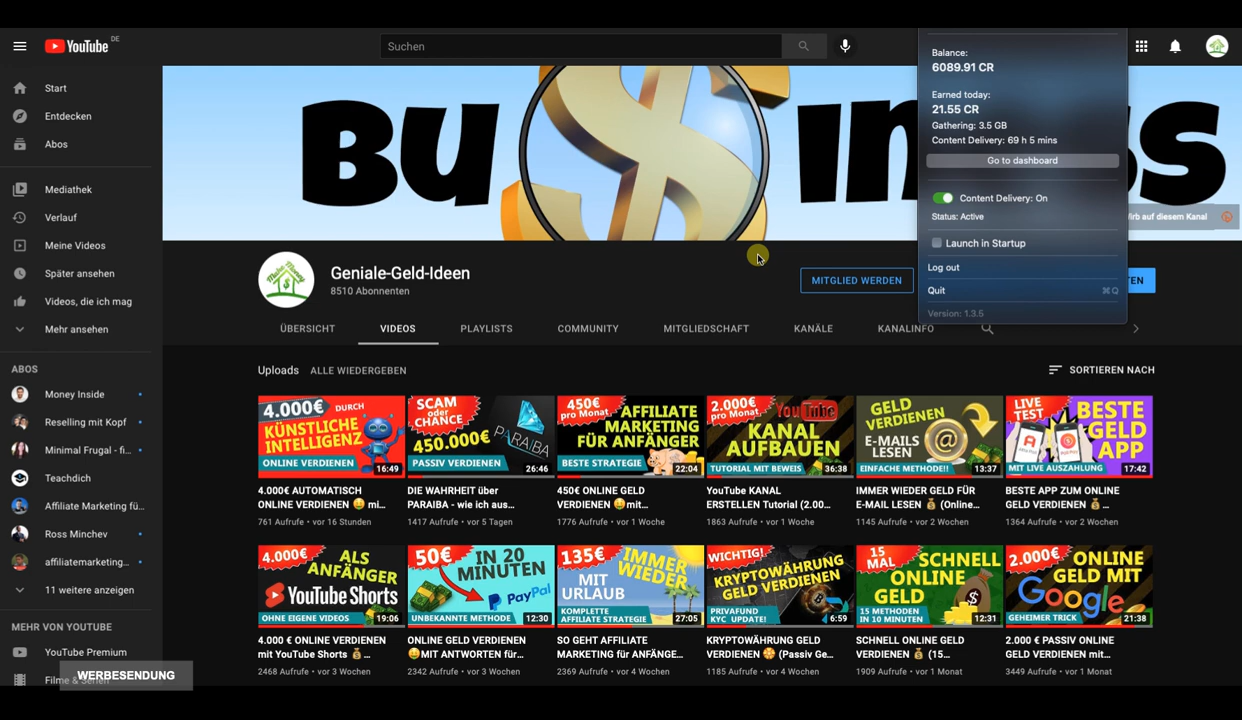 YouTube DE
Suchen
Start
Entdecken
Abos
Mediathek
Verlauf
Meine Videos
Später ansehen
Videos, die ich mag
Mehr ansehen
ABOS
Money Inside
Reselling mit Kopf
Minimal Frugal - fi...
Teachdich
Affiliate Marketing fü...
Ross Minchev
affiliatemarketing...
11 weitere anzeigen
MEHR VON YOUTUBE
YouTube Premium
Filme & Serien
WERBESENDUNG
BU$IN
Balance:
6089.91 CR
Earned today:
21.55 CR
Gathering: 3.5 GB
Content Delivery: 69 h 5 mins
Go to dashboard
Content Delivery: On
Status: Active
Launch in Startup
Log out
Quit ⌘Q
Version: 1.3.5
auf diesem Kanal
Geniale-Geld-Ideen
8510 Abonnenten
MITGLIED WERDEN
EN
ÜBERSICHT
VIDEOS
PLAYLISTS
COMMUNITY
MITGLIEDSCHAFT
KANÄLE
KANALINFO
Uploads ALLE WIEDERGEBEN
SORTIEREN NACH
4.000€ DURCH
KÜNSTLICHE
INTELLIGENZ
ONLINE VERDIENEN
16:49
4.000€ AUTOMATISCH
ONLINE VERDIENEN 🤑 mi...
761 Aufrufe • vor 16 Stunden
SCAM
oder
CHANCE
450.000€
PARAIBA
PASSIV VERDIENEN
26:46
DIE WAHRHEIT über
PARAIBA - wie ich aus...
1417 Aufrufe • vor 5 Tagen
450€
pro Monat
AFFILIATE
MARKETING
FÜR ANFÄNGER
BESTE STRATEGIE
22:04
450€ ONLINE GELD
VERDIENEN 🤑mit...
1776 Aufrufe • vor 1 Woche
2.000€
pro Monat
YouTube
KANAL
AUFBAUEN
TUTORIAL MIT BEWEIS
36:38
YouTube KANAL
ERSTELLEN Tutorial (2.00...
1863 Aufrufe • vor 1 Woche
GELD
VERDIENEN
E-MAILS
LESEN
EINFACHE METHODE!!
13:37
IMMER WIEDER GELD FÜR
E-MAIL LESEN 💰 (Online...
1145 Aufrufe • vor 2 Wochen
LIVE
TEST
BESTE
GELD
APP
MIT LIVE AUSZAHLUNG
17:42
BESTE APP ZUM ONLINE
GELD VERDIENEN 💰...
1364 Aufrufe • vor 2 Wochen
4.000€
ALS
ANFÄNGER
YouTube Shorts
OHNE EIGENE VIDEOS
19:06
4.000 € ONLINE VERDIENEN
mit YouTube Shorts 💰...
2468 Aufrufe • vor 3 Wochen
50€ IN 20
MINUTEN
PayPal
UNBEKANNTE METHODE
12:30
ONLINE GELD VERDIENEN
🤑MIT ANTWORTEN für...
2342 Aufrufe • vor 3 Wochen
135€ IMMER
WIEDER
MIT
URLAUB
KOMPLETTE
AFFILIATE STRATEGIE
27:05
SO GEHT AFFILIATE
MARKETING für ANFÄNGE...
2369 Aufrufe • vor 4 Wochen
WICHTIG!
KRYPTOWÄHRUNG
GELD VERDIENEN
PRIVAFUND
KYC UPDATE!
6:59
KRYPTOWÄHRUNG GELD
VERDIENEN (Passiv Ge...
1185 Aufrufe • vor 4 Wochen
15
MAL
SCHNELL
ONLINE
GELD
15 METHODEN
IN 10 MINUTEN
12:31
SCHNELL ONLINE GELD
VERDIENEN 💰 (15...
1909 Aufrufe • vor 1 Monat
2.000€
ONLINE
GELD MIT
Google
GEHEIMER TRICK
21:38
2.000 € PASSIV ONLINE
GELD VERDIENEN mit...
3449 Aufrufe • vor 1 Monat